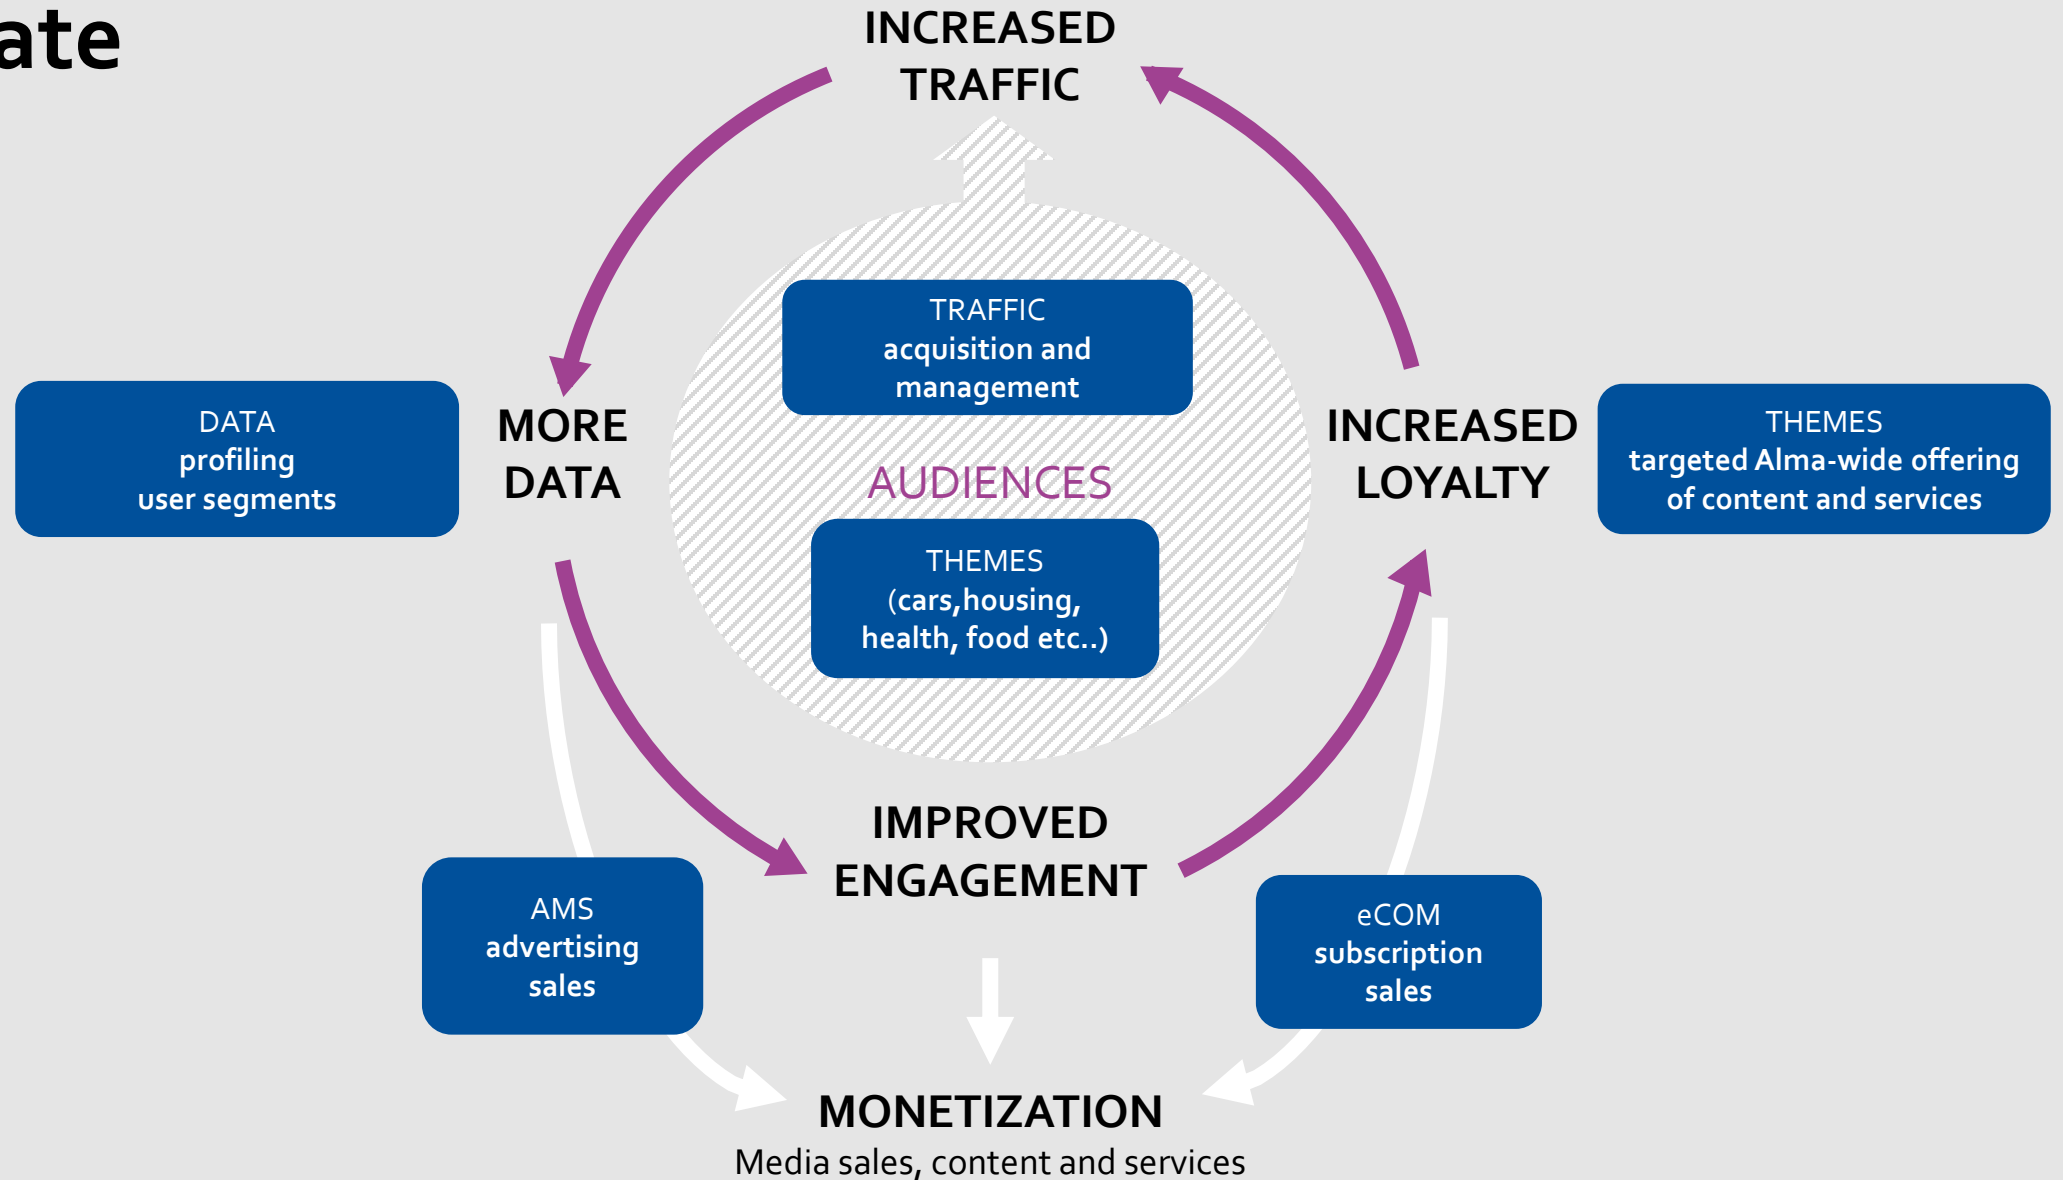 ate
INCREASED
TRAFFIC
TRAFFIC
acquisition and
management
DATA
profiling
user segments
MORE
DATA
AUDIENCES
INCREASED
LOYALTY
THEMES
targeted Alma-wide offering
of content and services
THEMES
(cars,housing,
health, food etc..)
IMPROVED
ENGAGEMENT
AMS
advertising
sales
eCOM
subscription
sales
MONETIZATION
Media sales, content and services